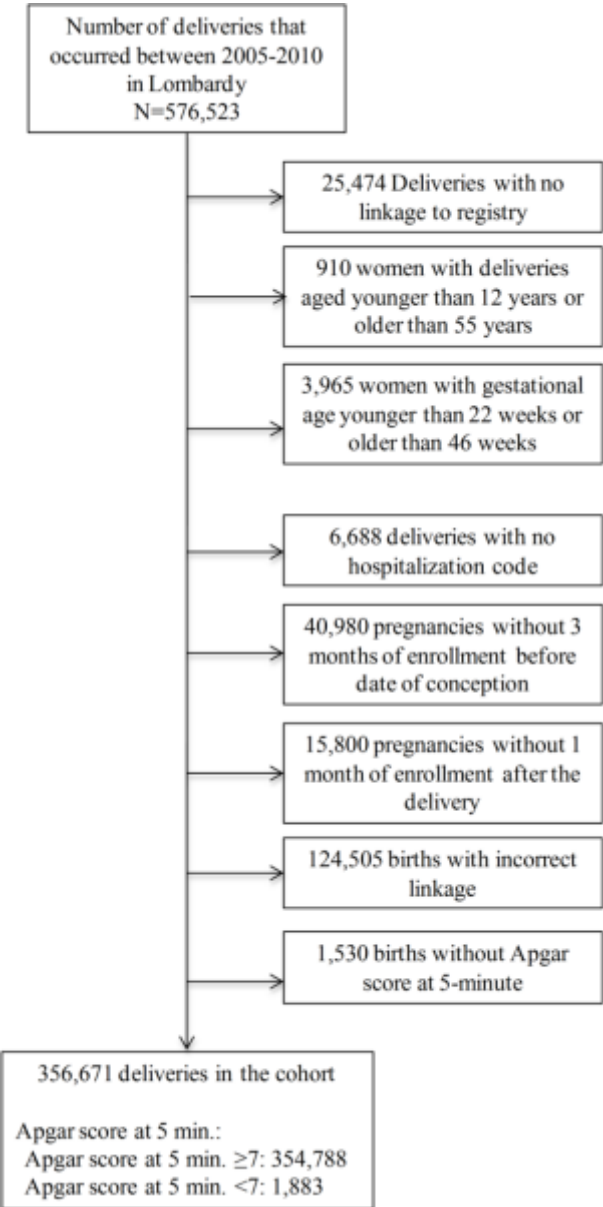 Number of deliveries that
occurred between 2005-2010
in Lombardy
N=576,523
25,474 Deliveries with no
linkage to registry
910 women with deliveries
aged younger than 12 years or
older than 55 years
3,965 women with gestational
age younger than 22 weeks or
older than 46 weeks
6,688 deliveries with no
hospitalization code
40,980 pregnancies without 3
months of enrollment before
date of conception
15,800 pregnancies without 1
month of enrollment after the
delivery
124,505 births with incorrect
linkage
1,530 births without Apgar
score at 5-minute
356,671 deliveries in the cohort
Apgar score at 5 min.:
Apgar score at 5 min. ≥7: 354,788
Apgar score at 5 min. <7: 1,883